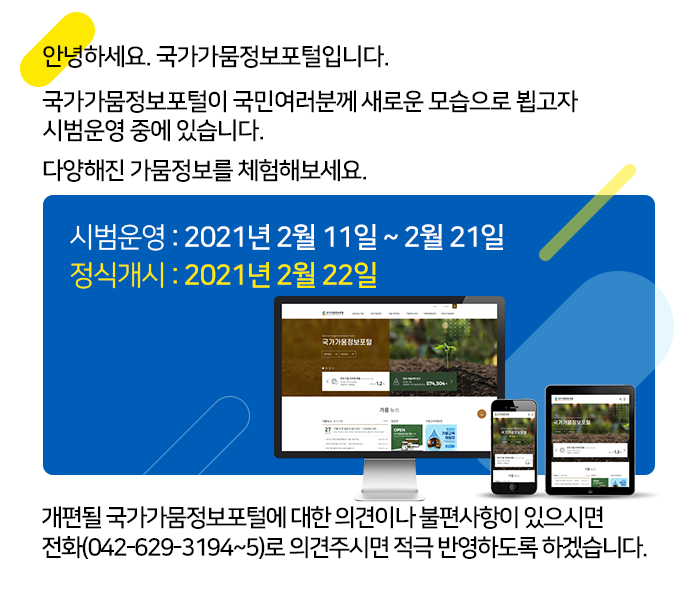 안녕하세요. 국가가뭄정보포털입니다.
국가가뭄정보포털이 국민여러분께 새로운 모습으로 뵙고자
시범운영 중에 있습니다.
다양해진 가뭄정보를 체험해보세요.
시범운영 : 2021년 2월 11일 ~ 2월 21일
정식개시 : 2021년 2월 22일
국가가뭄정보포털
국가가뭄정보포털
574,304
1.2
가뭄 뉴스
27
OPEN
개편될 국가가뭄정보포털에 대한 의견이나 불편사항이 있으시면
전화(042-629-3194~5)로 의견주시면 적극 반영하도록 하겠습니다.